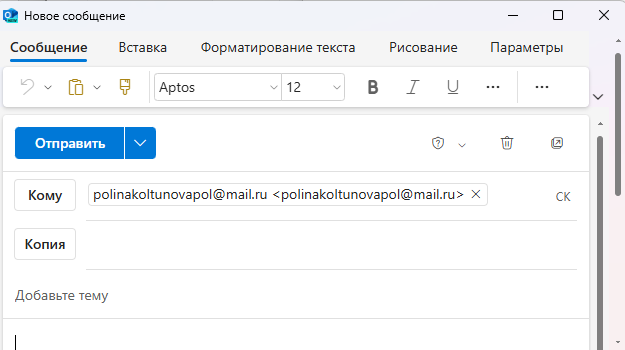 Новое сообщение
Сообщение Вставка Форматирование текста Рисование Параметры
Aptos 12 B I U ... ...
Отправить
Кому polinakoltunovapol@mail.ru <polinakoltunovapol@mail.ru> СК
Копия
Добавьте тему